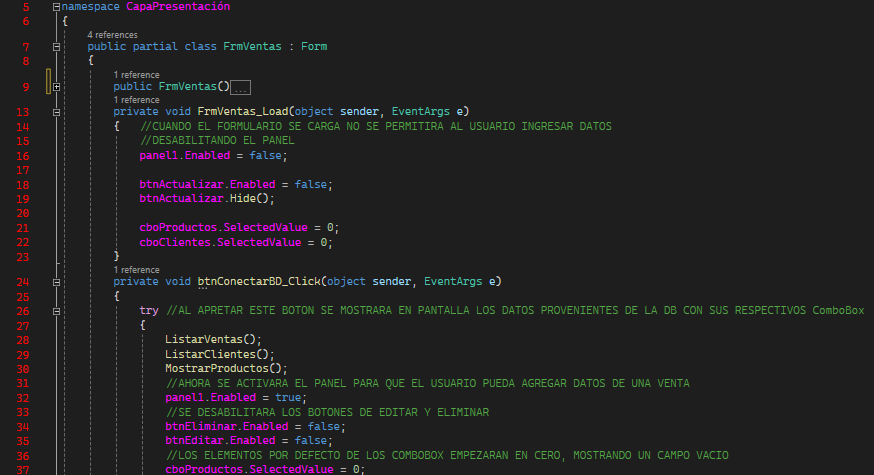 5 namespace CapaPresentación
6 {
4 references
7 public partial class FrmVentas : Form
8 {
1 reference
9 public FrmVentas()...
1 reference
13 private void FrmVentas_Load(object sender, EventArgs e)
14 { //CUANDO EL FORMULARIO SE CARGA NO SE PERMITIRA AL USUARIO INGRESAR DATOS
15 //DESABILITANDO EL PANEL
16 panel1.Enabled = false;
17
18 btnActualizar.Enabled = false;
19 btnActualizar.Hide();
20
21 cboProductos.SelectedValue = 0;
22 cboClientes.SelectedValue = 0;
23 }
1 reference
24 private void btnConectarBD_Click(object sender, EventArgs e)
25 {
26 try //AL APRETAR ESTE BOTON SE MOSTRARA EN PANTALLA LOS DATOS PROVENIENTES DE LA DB CON SUS RESPECTIVOS ComboBox
27 {
28 ListarVentas();
29 ListarClientes();
30 MostrarProductos();
31 //AHORA SE ACTIVARA EL PANEL PARA QUE EL USUARIO PUEDA AGREGAR DATOS DE UNA VENTA
32 panel1.Enabled = true;
33 //SE DESABILITARA LOS BOTONES DE EDITAR Y ELIMINAR
34 btnEliminar.Enabled = false;
35 btnEditar.Enabled = false;
36 //LOS ELEMENTOS POR DEFECTO DE LOS COMBOBOX EMPEZARAN EN CERO, MOSTRANDO UN CAMPO VACIO
37 cboProductos.SelectedValue = 0;